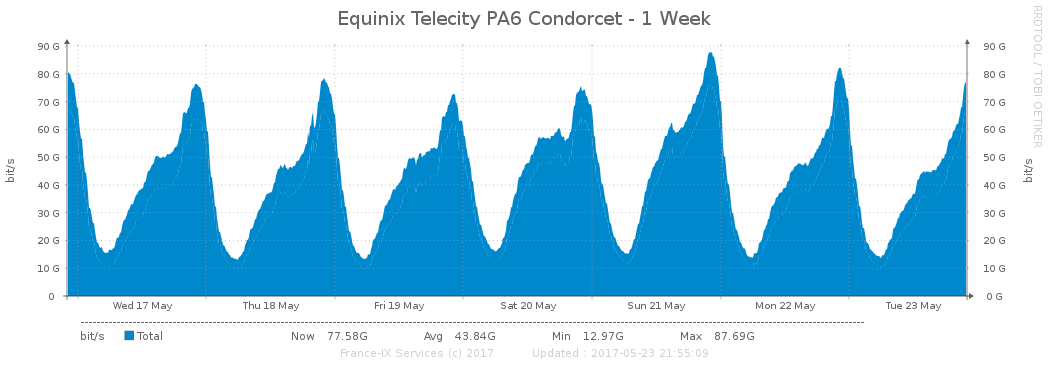 Equinix Telecity PA6 Condorcet - 1 Week
RRDTOOL / TOBI OETIKER
bit/s
90 G
80 G
70 G
60 G
50 G
40 G
30 G
20 G
10 G
0
90 G
80 G
70 G
60 G
50 G
40 G
30 G
20 G
10 G
0 G
bit/s
Wed 17 May Thu 18 May Fri 19 May Sat 20 May Sun 21 May Mon 22 May Tue 23 May
bit/s Total Now 77.58G Avg 43.84G Min 12.97G Max 87.69G
France-IX Services (c) 2017 Updated : 2017-05-23 21:55:09